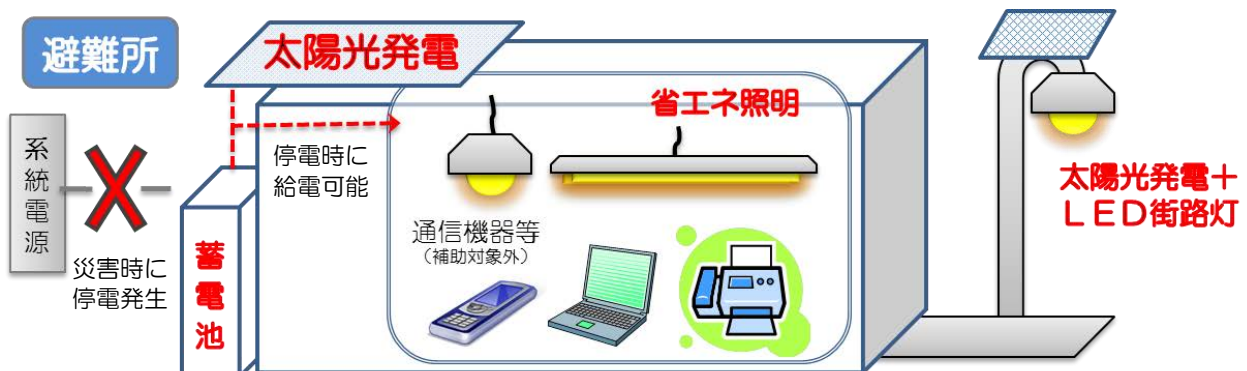 避難所
太陽光発電
省エネ照明
系統電源
停電時に
給電可能
太陽光発電＋
ＬＥＤ街路灯
通信機器等
（補助対象外）
災害時に
停電発生
蓄電池